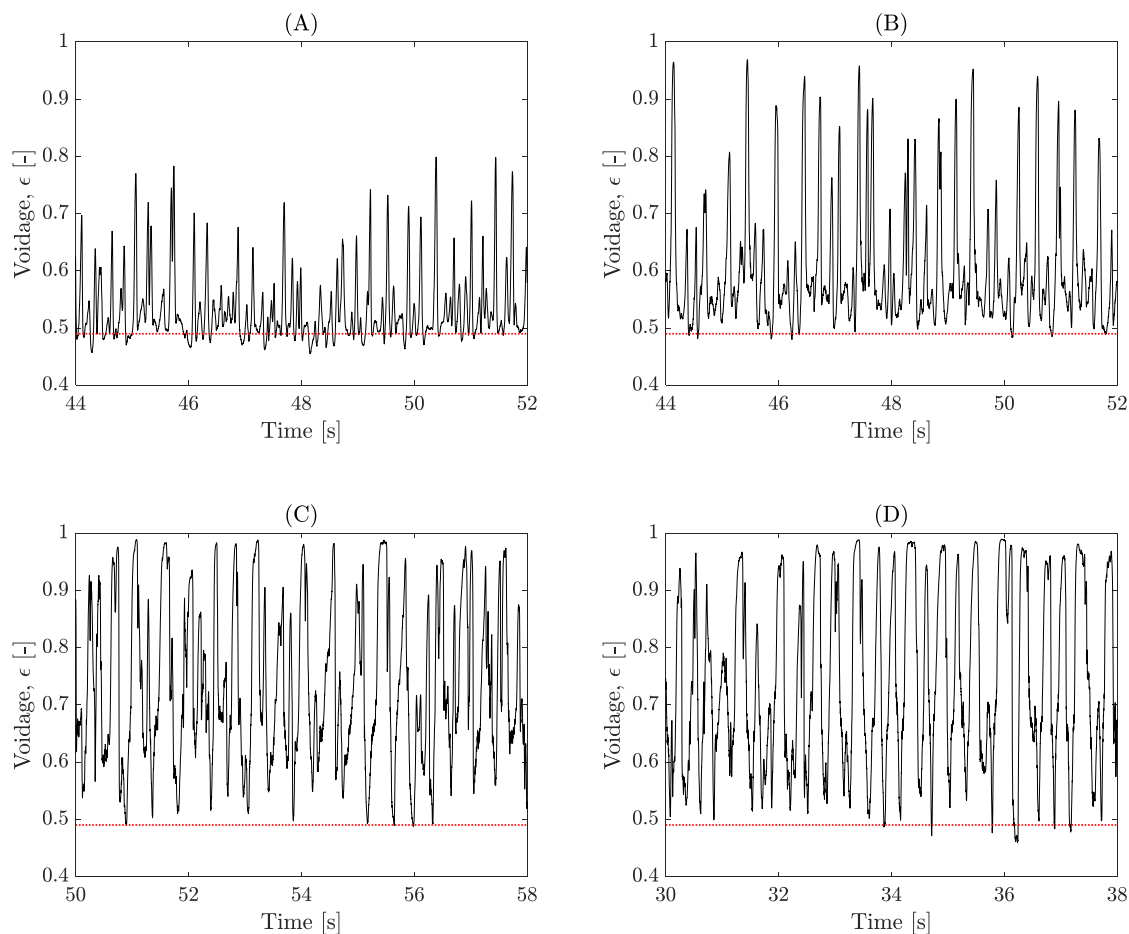 (A)
1
0.9
0.8
0.7
0.6
0.5
0.4
Voidage, ϵ [-]
44 46 48 50 52
Time [s]
(B)
1
0.9
0.8
0.7
0.6
0.5
0.4
Voidage, ϵ [-]
44 46 48 50 52
Time [s]
(C)
1
0.9
0.8
0.7
0.6
0.5
0.4
Voidage, ϵ [-]
50 52 54 56 58
Time [s]
(D)
1
0.9
0.8
0.7
0.6
0.5
0.4
Voidage, ϵ [-]
30 32 34 36 38
Time [s]